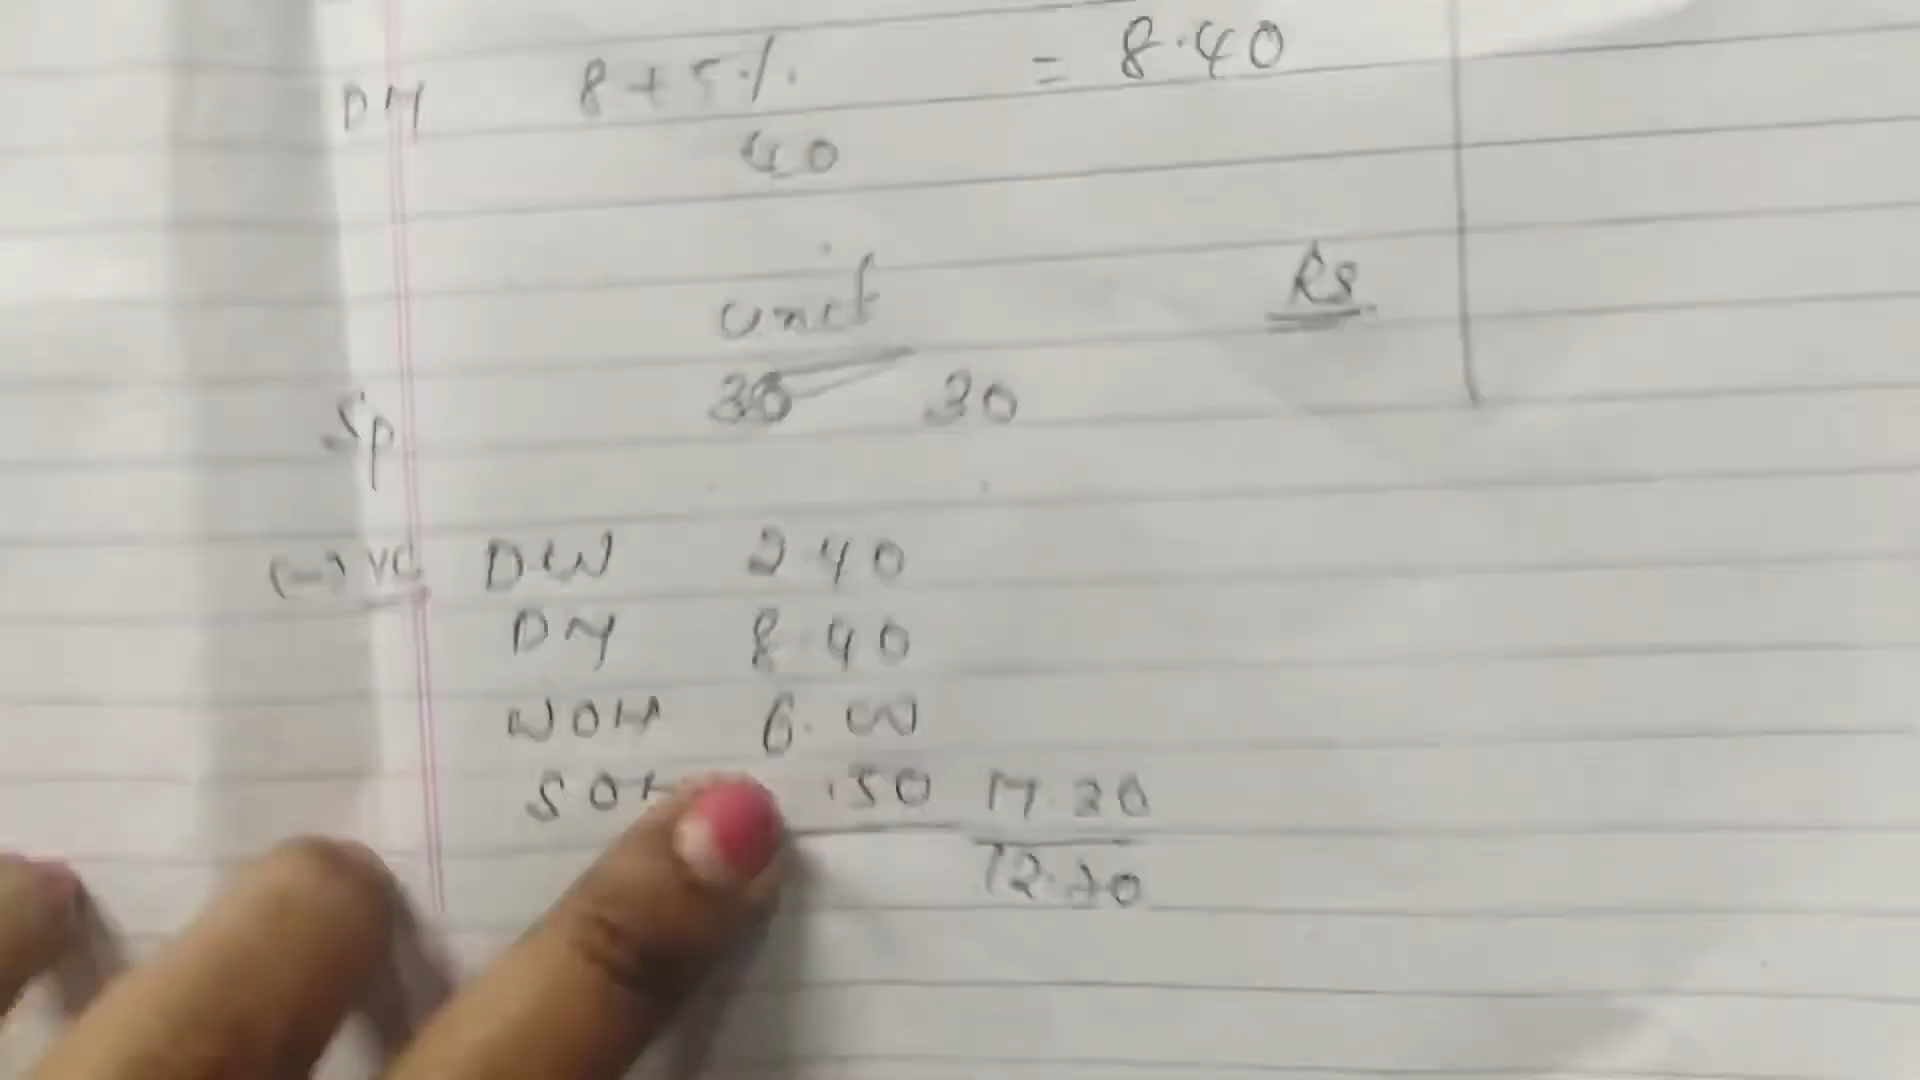 DM 8+5% = 8.40
40
unit Rs
30 30
Sp
(-) VC DW 2.40
DM 8.40
WOH 6.00
SOH .50 17.30
12.70